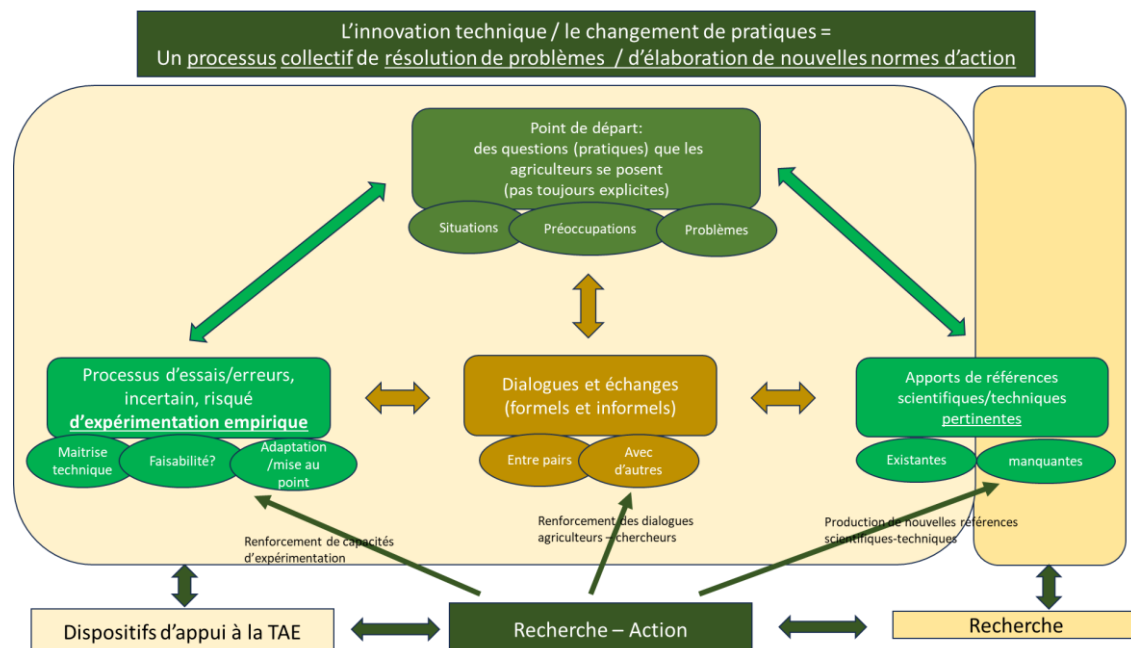 L'innovation technique / le changement de pratiques =
Un processus collectif de résolution de problèmes / d'élaboration de nouvelles normes d'action
Point de départ:
des questions (pratiques) que les
agriculteurs se posent
(pas toujours explicites)
Situations
Préoccupations
Problèmes
Processus d'essais/erreurs,
incertain, risqué
d'expérimentation empirique
Maitrise
technique
Faisabilité?
Adaptation
/mise au
point
Dialogues et échanges
(formels et informels)
Entre pairs
Avec
d'autres
Apports de références
scientifiques/techniques
pertinentes
Existantes
manquantes
Renforcement de capacités
d'expérimentation
Renforcement des dialogues
agriculteurs – chercheurs
Production de nouvelles références
scientifiques-techniques
Dispositifs d'appui à la TAE
Recherche – Action
Recherche